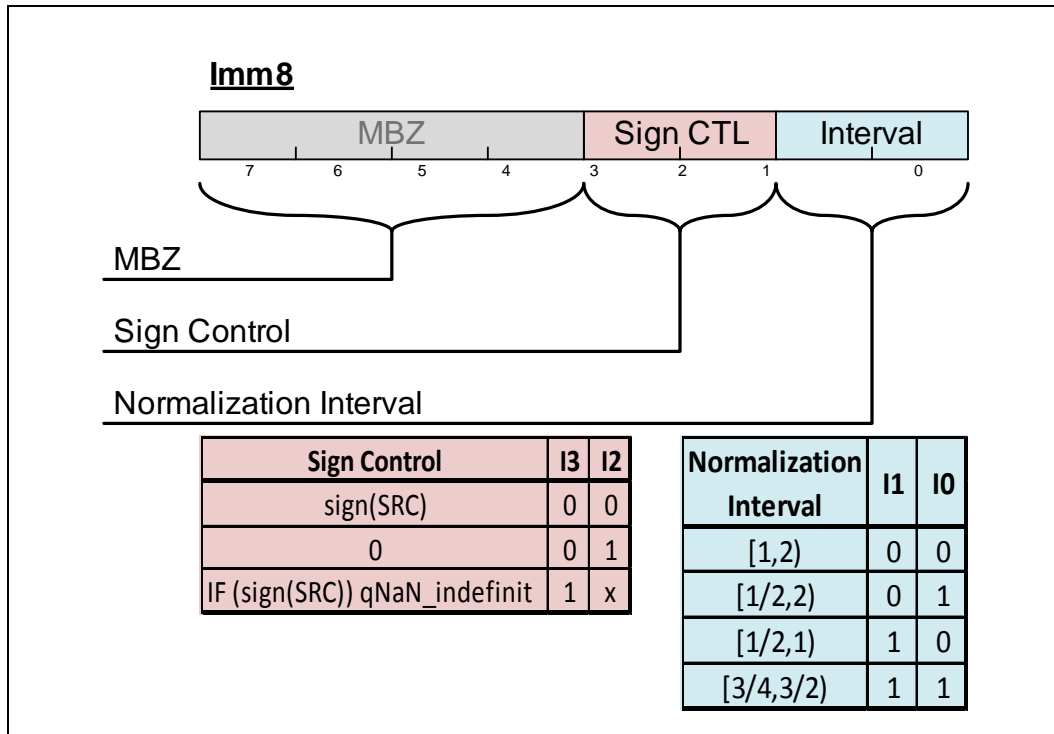 Imm8
MBZ Sign CTL Interval
7 6 5 4 3 2 1 0
MBZ
Sign Control
Normalization Interval
Sign Control I3 I2
sign(SRC) 0 0
0 0 1
IF (sign(SRC)) qNaN_indefinit 1 x
Normalization
Interval I1 I0
[1,2) 0 0
[1/2,2) 0 1
[1/2,1) 1 0
[3/4,3/2) 1 1